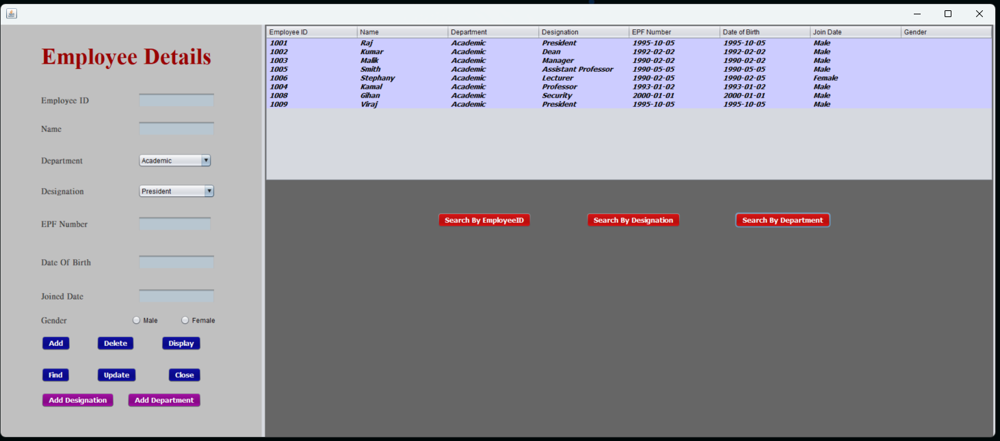 Employee Details
Employee ID
Name
Department Academic
Designation President
EPF Number
Date Of Birth
Joined Date
Gender Male Female
Add Delete Display
Find Update Close
Add Designation Add Department
Employee ID Name Department Designation EPF Number Date of Birth Join Date Gender
1001 Raj Academic President 1995-10-05 1995-10-05 Male
1002 Kumar Academic Dean 1992-02-02 1992-02-02 Male
1003 Malik Academic Manager 1990-02-02 1990-02-02 Male
1005 Smith Academic Assistant Professor 1990-05-05 1990-05-05 Male
1006 Stephany Academic Lecturer 1990-02-05 1990-02-05 Female
1004 Kamal Academic Professor 1993-01-02 1993-01-02 Male
1008 Gihan Academic Security 2000-01-01 2000-01-01 Male
1009 Viraj Academic President 1995-10-05 1995-10-05 Male
Search By EmployeeID Search By Designation Search By Department